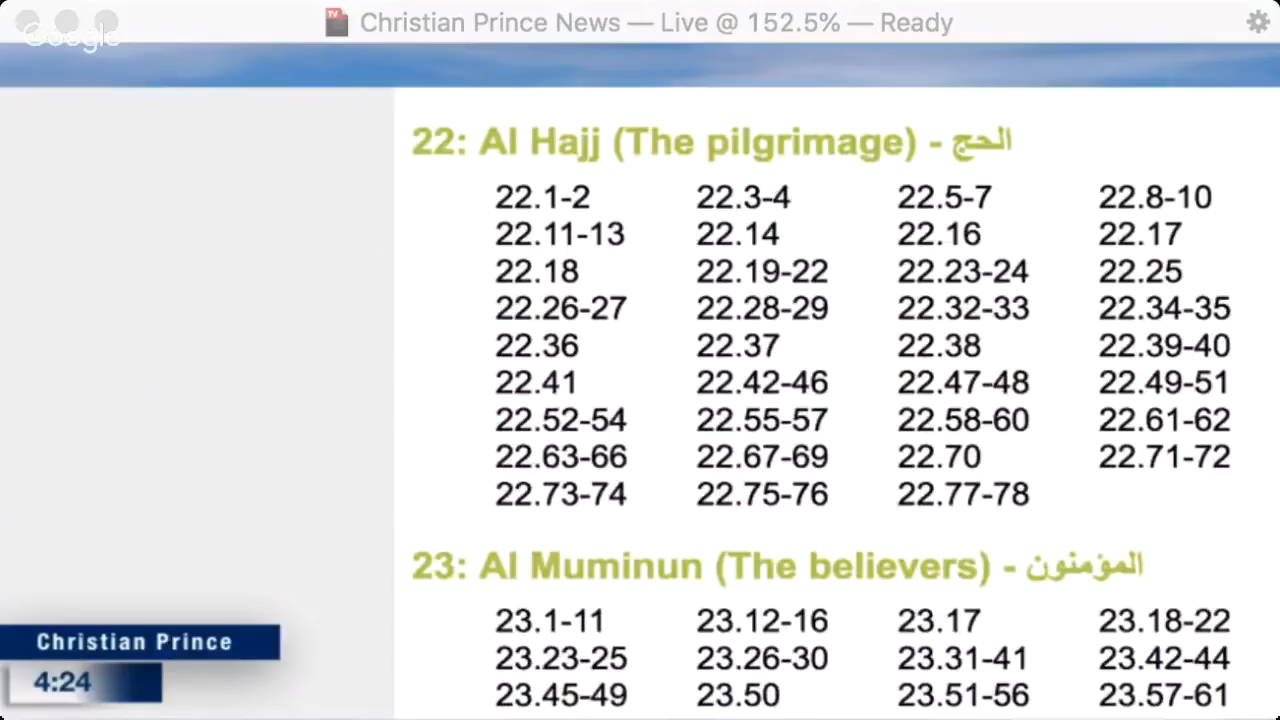 Christian Prince News — Live @ 152.5% — Ready
Google
22: Al Hajj (The pilgrimage) - الحج
22.1-2 22.3-4 22.5-7 22.8-10
22.11-13 22.14 22.16 22.17
22.18 22.19-22 22.23-24 22.25
22.26-27 22.28-29 22.32-33 22.34-35
22.36 22.37 22.38 22.39-40
22.41 22.42-46 22.47-48 22.49-51
22.52-54 22.55-57 22.58-60 22.61-62
22.63-66 22.67-69 22.70 22.71-72
22.73-74 22.75-76 22.77-78
23: Al Muminun (The believers) - المؤمنون
23.1-11 23.12-16 23.17 23.18-22
23.23-25 23.26-30 23.31-41 23.42-44
23.45-49 23.50 23.51-56 23.57-61
Christian Prince
4:24